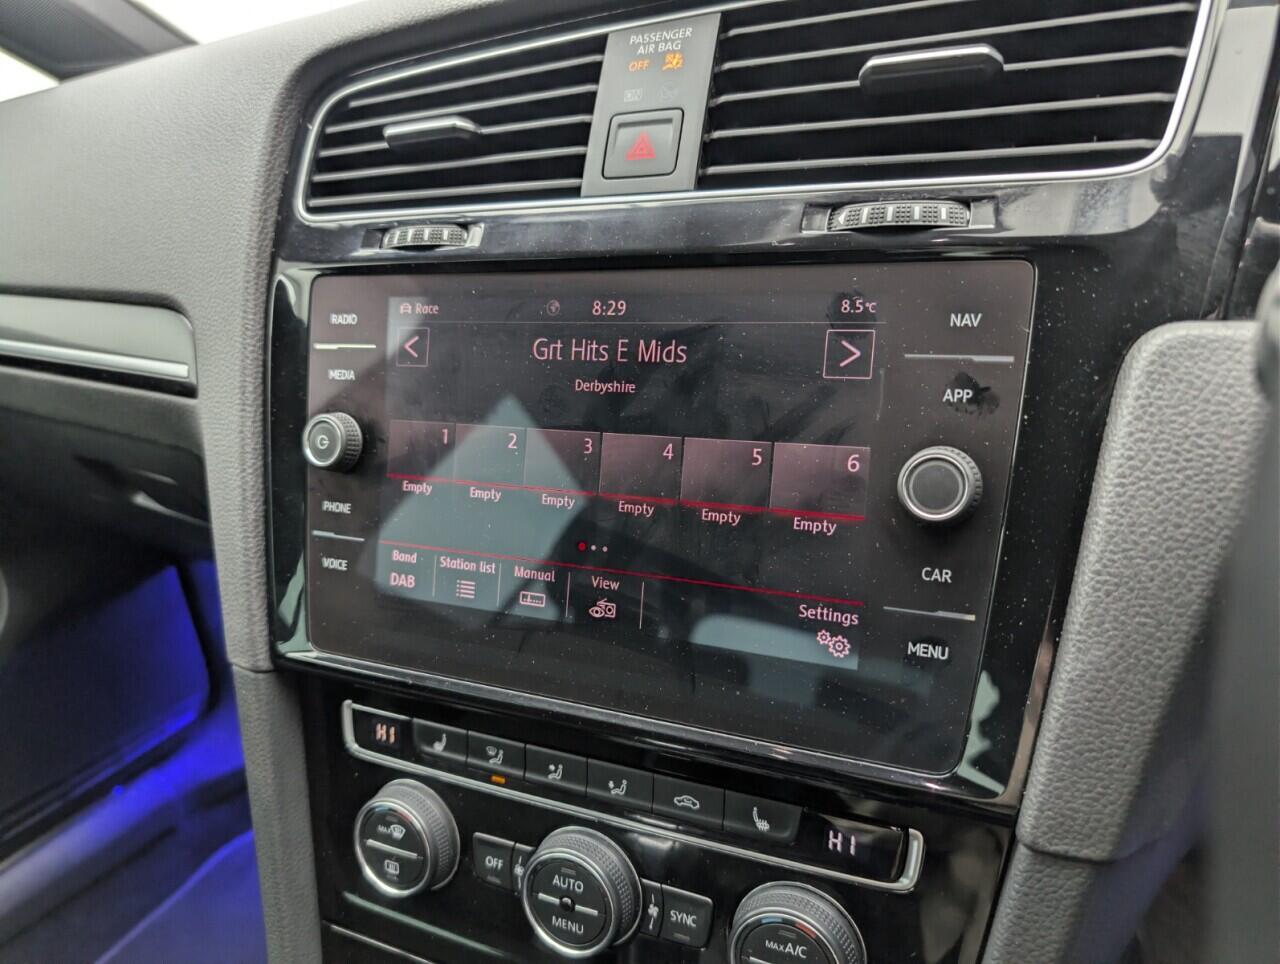 PASSENGER
AIR BAG
OFF
ON
RADIO
MEDIA
PHONE
VOICE
Race
8:29
8.5°C
< Grt Hits E Mids >
Derbyshire
1 2 3 4 5 6
Empty Empty Empty Empty Empty Empty
Band Station list Manual View Settings
DAB
NAV
APP
CAR
MENU
HI
HI
MAX
OFF
AUTO
MENU
SYNC
MAX A/C